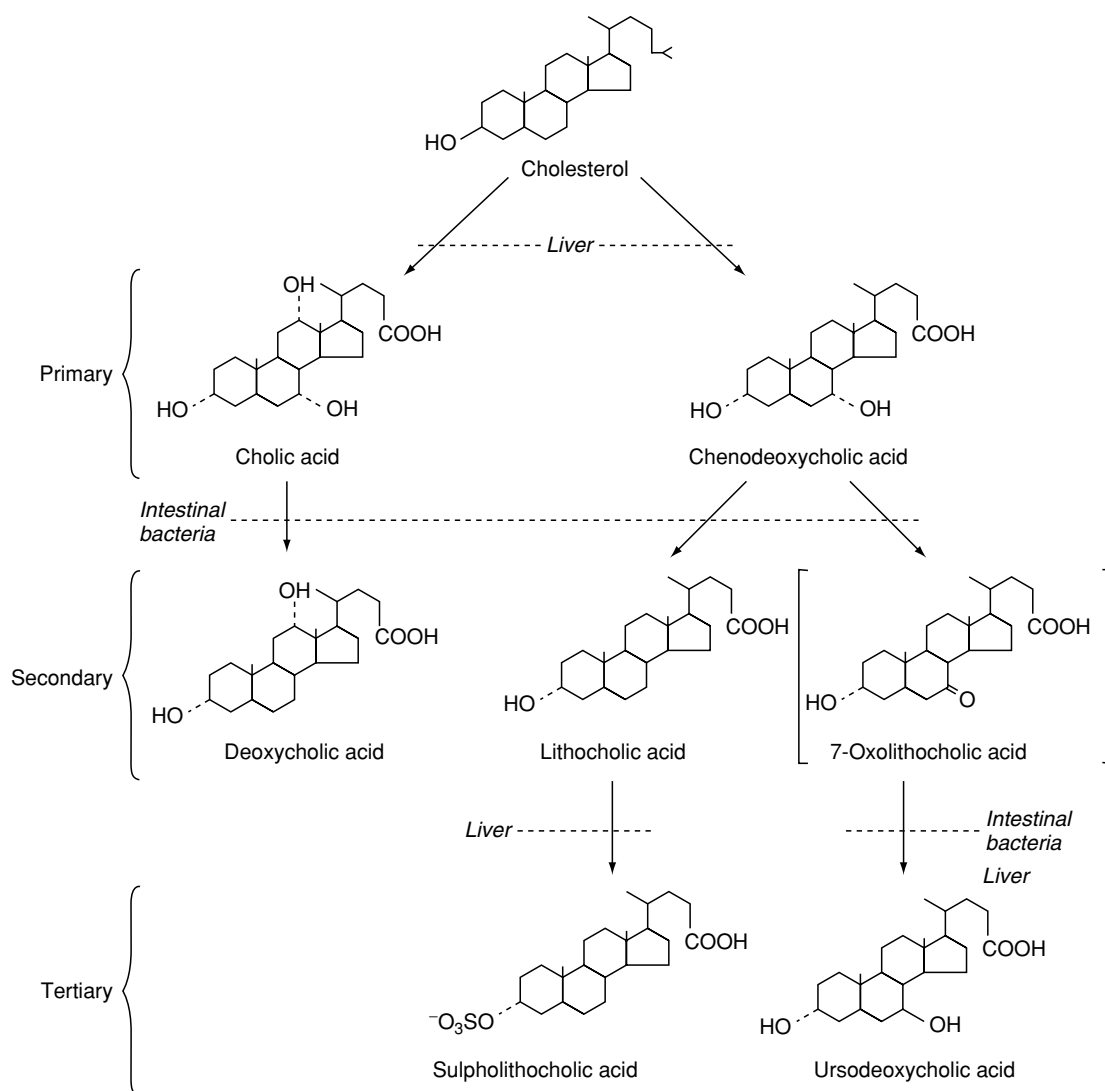 HO
Cholesterol
Liver
Primary
OH
COOH
HO
OH
Cholic acid
COOH
HO
OH
Chenodeoxycholic acid
Intestinal
bacteria
Secondary
OH
COOH
HO
Deoxycholic acid
COOH
HO
Lithocholic acid
COOH
HO
O
7-Oxolithocholic acid
Liver
Intestinal
bacteria
Liver
Tertiary
COOH
⁻O₃SO
Sulpholithocholic acid
COOH
HO
OH
Ursodeoxycholic acid